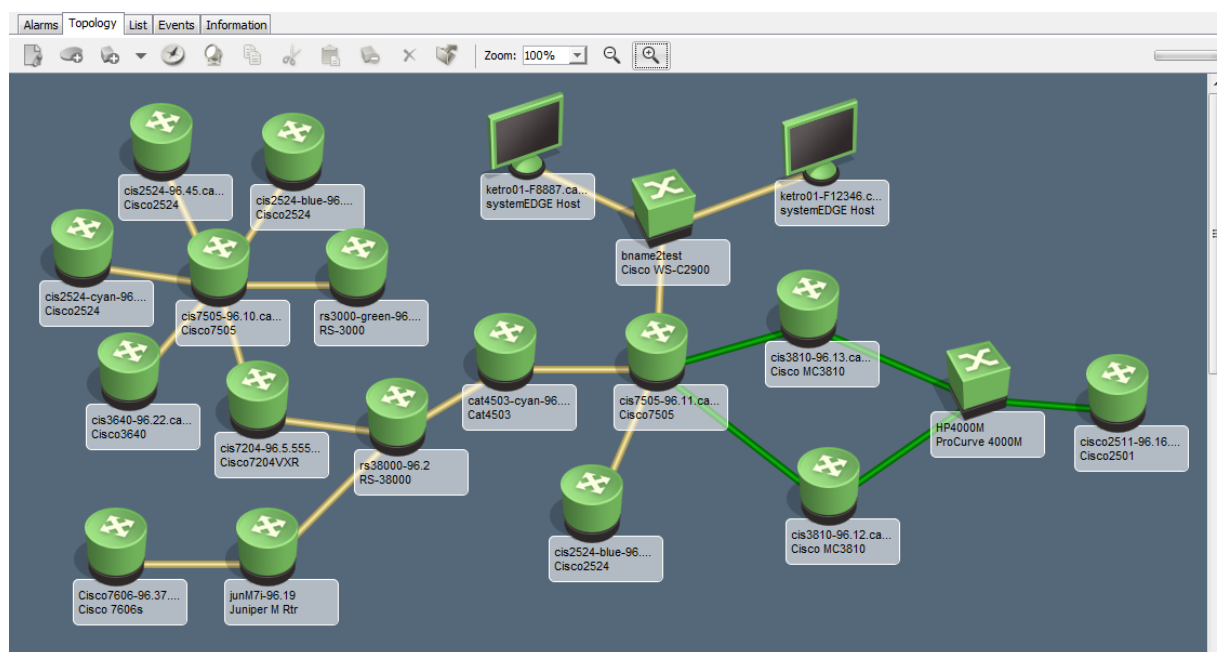 Alarms Topology List Events Information
Zoom: 100%
cis2524-96.45.ca...
Cisco2524
cis2524-blue-96....
Cisco2524
ketro01-F8887.ca...
systemEDGE Host
ketro01-F12346.c...
systemEDGE Host
bname2test
Cisco WS-C2900
cis2524-cyan-96....
Cisco2524
cis7505-96.10.ca...
Cisco7505
rs3000-green-96....
RS-3000
cis3810-96.13.ca...
Cisco MC3810
cis3640-96.22.ca...
Cisco3640
cat4503-cyan-96....
Cat4503
cis7505-96.11.ca...
Cisco7505
HP4000M
ProCurve 4000M
cisco2511-96.16....
Cisco2501
cis7204-96.5.555...
Cisco7204VXR
rs38000-96.2
RS-38000
cis2524-blue-96....
Cisco2524
cis3810-96.12.ca...
Cisco MC3810
Cisco7606-96.37....
Cisco 7606s
junM7i-96.19
Juniper M Rtr